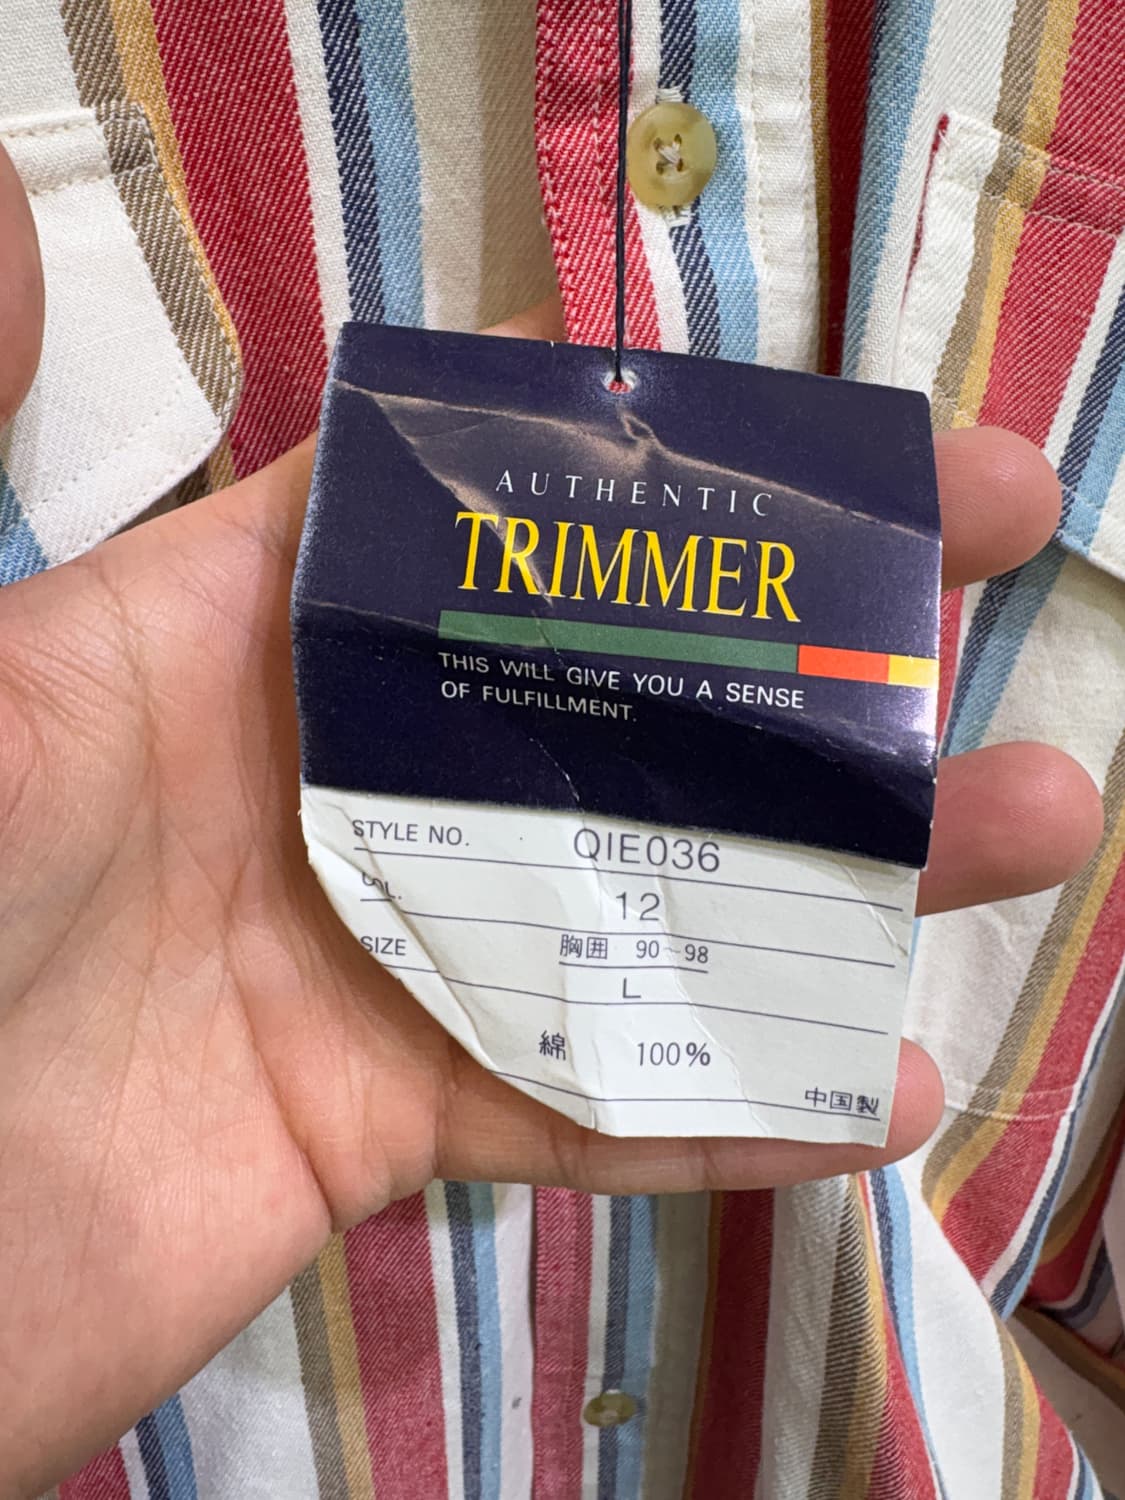 AUTHENTIC
TRIMMER
THIS WILL GIVE YOU A SENSE
OF FULFILLMENT.
STYLE NO. QIE036
COL. 12
SIZE 胸囲 90~98
L
綿 100%
中国製